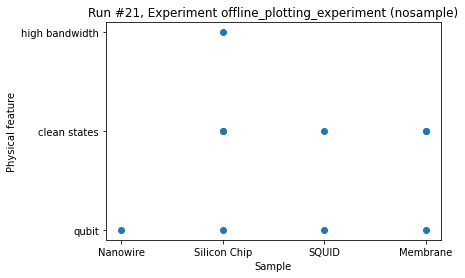 Run #21, Experiment offline_plotting_experiment (nosample)
high bandwidth
clean states
qubit
Physical feature
Nanowire Silicon Chip SQUID Membrane
Sample